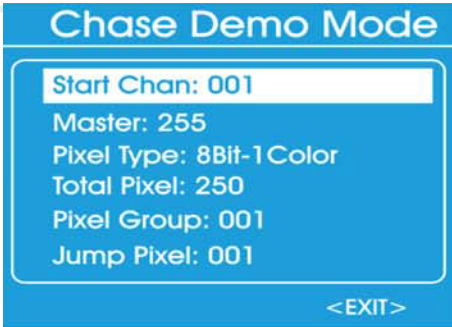 Chase Demo Mode
Start Chan: 001
Master: 255
Pixel Type: 8Bit-1Color
Total Pixel: 250
Pixel Group: 001
Jump Pixel: 001
<EXIT>